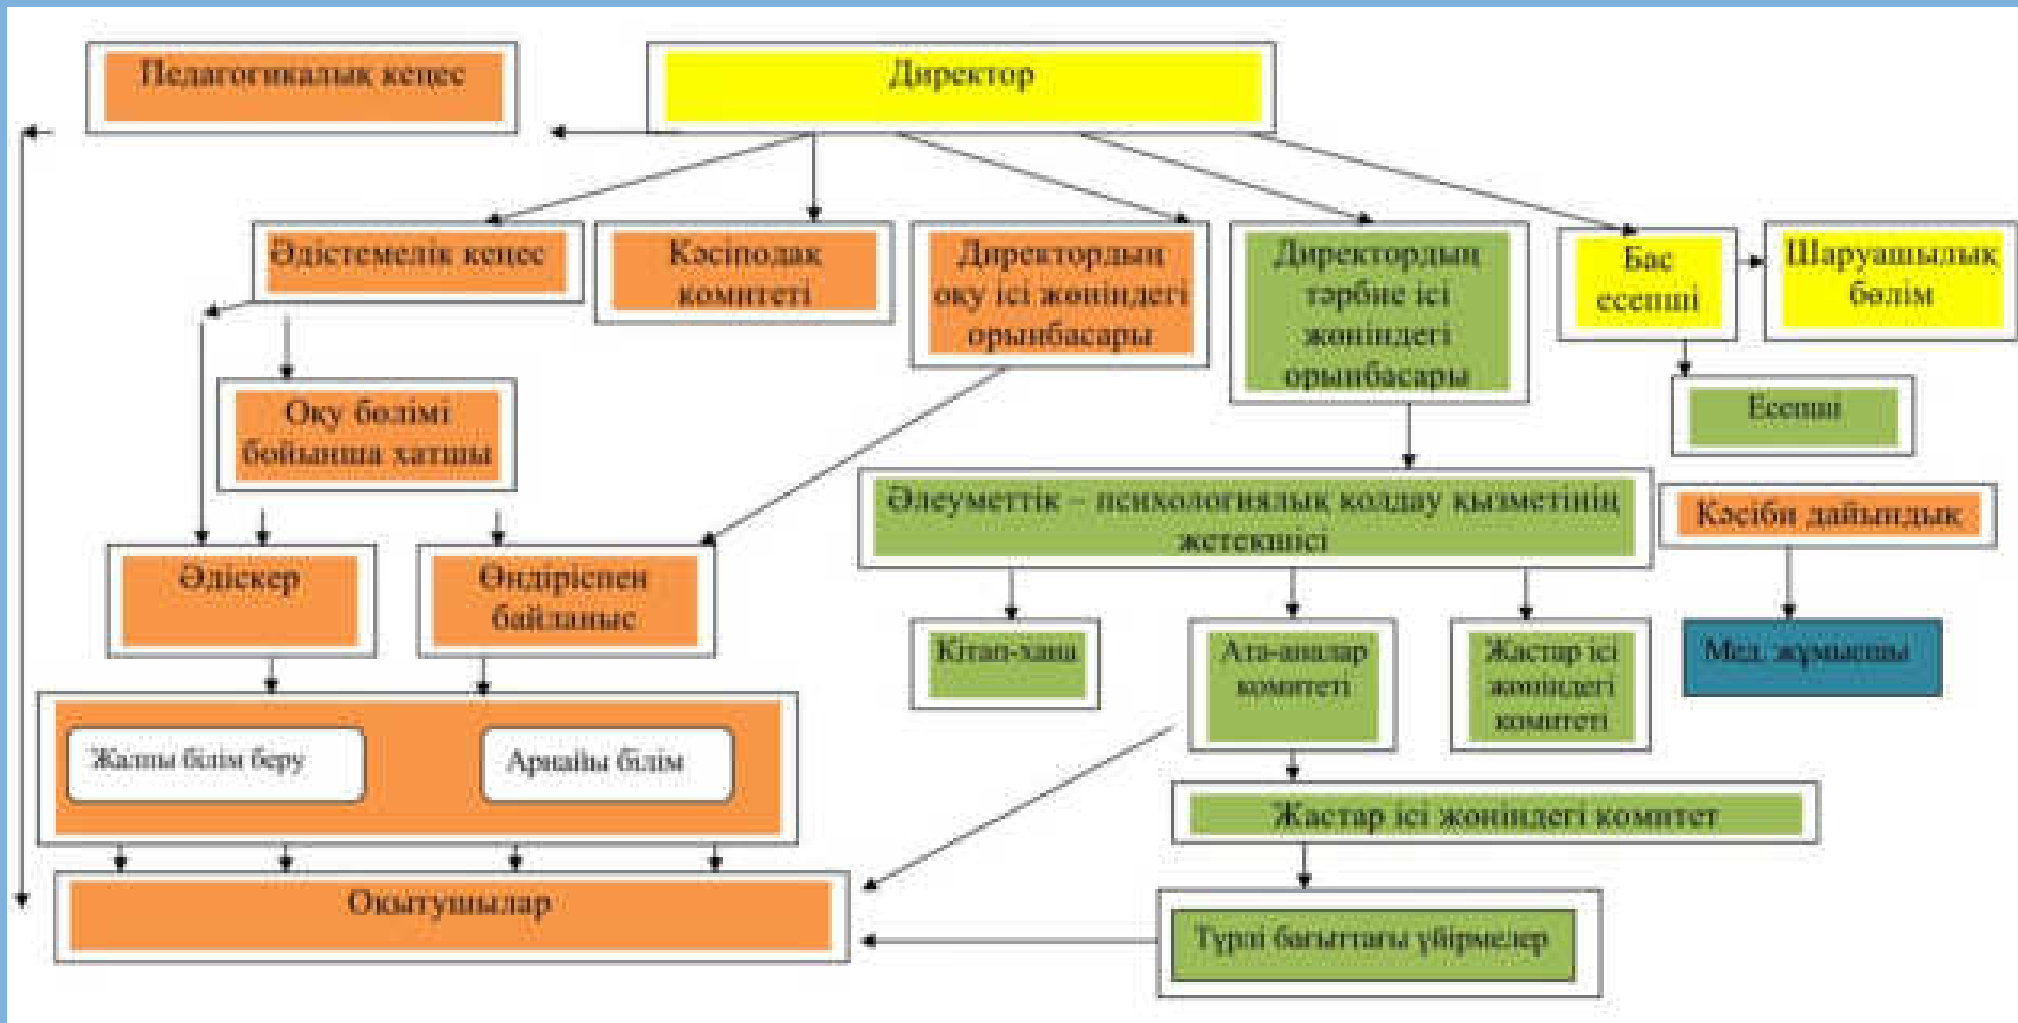 Педагогикалық кеңес
Директор
Әдістемелік кеңес
Кәсіподақ
комитеті
Директордың
оқу ісі жөніндегі
орынбасары
Директордың
тәрбие ісі
жөніндегі
орынбасары
Бас
есепші
Шаруашылық
бөлім
Есепші
Оқу бөлімі
бойынша хатшы
Әлеуметтік – психологиялық қолдау қызметінің
жетекшісі
Кәсіби дайындық
Әдіскер
Өндіріспен
байланыс
Кітап-хана
Ата-аналар
комитеті
Жастар ісі
жөніндегі
комитеті
Мед. жұмысшы
Жалпы білім беру
Арнайы білім
Жастар ісі жөніндегі комитет
Оқытушылар
Түрлі бағыттағы үйірмелер